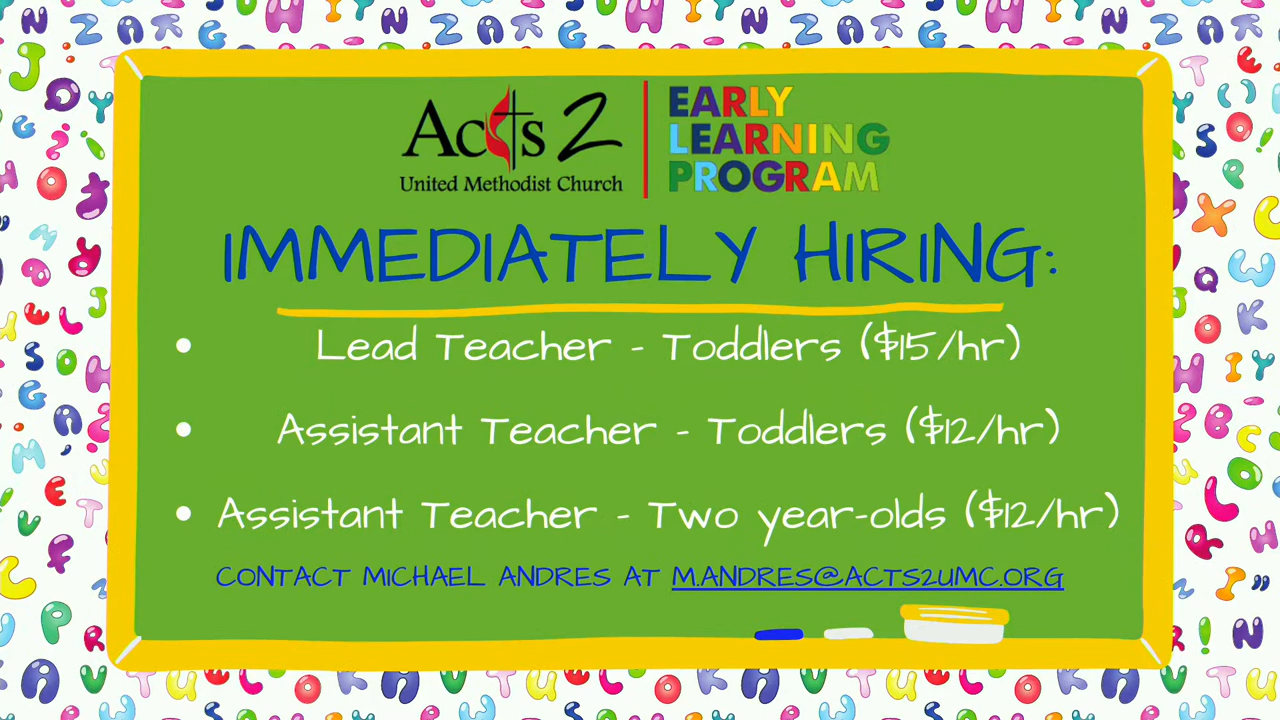 Acts 2
United Methodist Church
EARLY
LEARNING
PROGRAM
IMMEDIATELY HIRING:
• Lead Teacher - Toddlers ($15/hr)
• Assistant Teacher - Toddlers ($12/hr)
• Assistant Teacher - Two year-olds ($12/hr)
CONTACT MICHAEL ANDRES AT M.ANDRES@ACTS2UMC.ORG